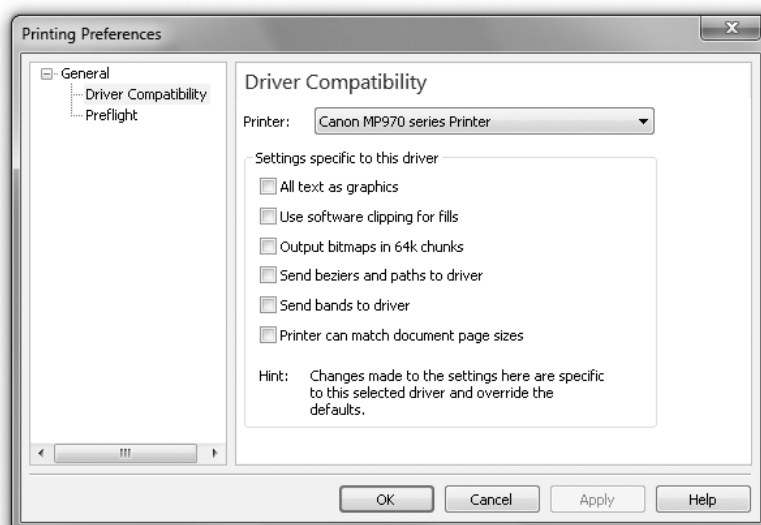 Printing Preferences
General
Driver Compatibility
Preflight
Driver Compatibility
Printer: Canon MP970 series Printer
Settings specific to this driver
All text as graphics
Use software clipping for fills
Output bitmaps in 64k chunks
Send beziers and paths to driver
Send bands to driver
Printer can match document page sizes
Hint: Changes made to the settings here are specific
to this selected driver and override the
defaults.
OK Cancel Apply Help